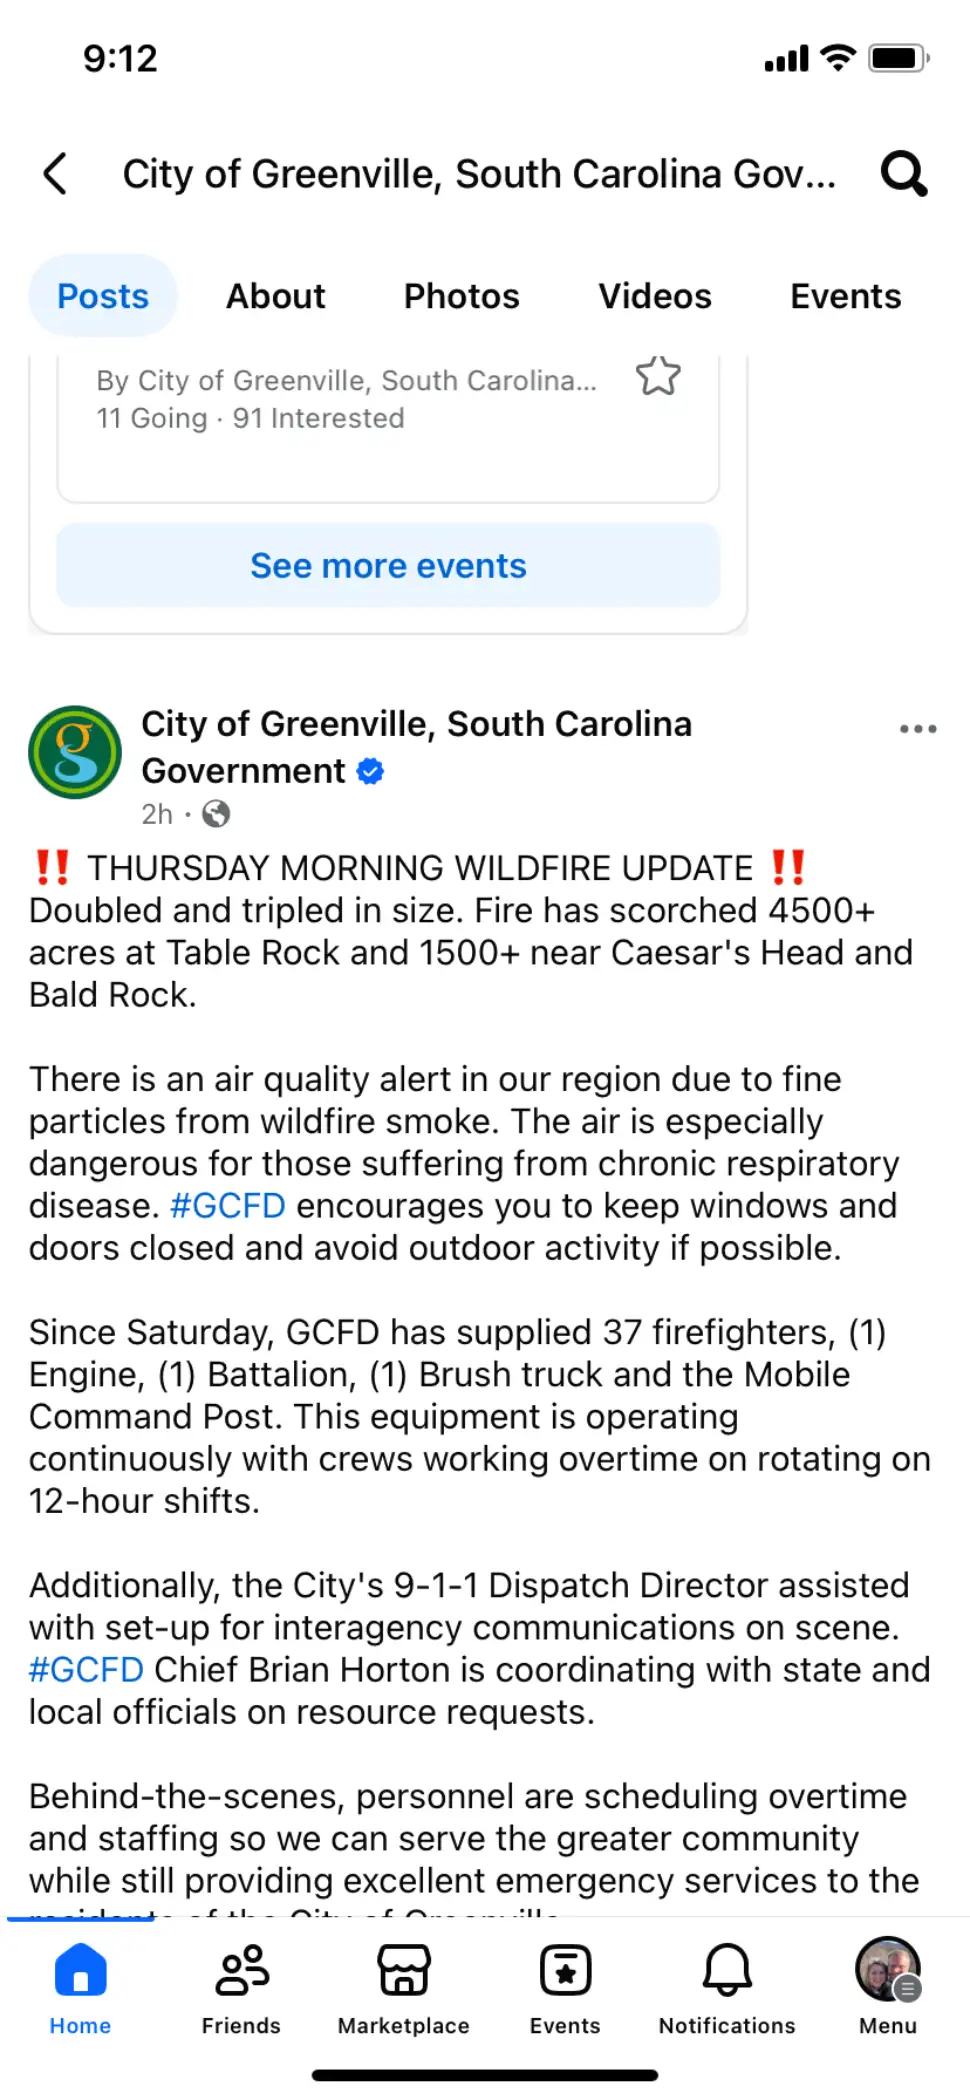 9:12
City of Greenville, South Carolina Gov...
Posts
About
Photos
Videos
Events
By City of Greenville, South Carolina...
11 Going · 91 Interested
See more events
City of Greenville, South Carolina
Government
2h ·
‼️ THURSDAY MORNING WILDFIRE UPDATE ‼️
Doubled and tripled in size. Fire has scorched 4500+
acres at Table Rock and 1500+ near Caesar's Head and
Bald Rock.
There is an air quality alert in our region due to fine
particles from wildfire smoke. The air is especially
dangerous for those suffering from chronic respiratory
disease. #GCFD encourages you to keep windows and
doors closed and avoid outdoor activity if possible.
Since Saturday, GCFD has supplied 37 firefighters, (1)
Engine, (1) Battalion, (1) Brush truck and the Mobile
Command Post. This equipment is operating
continuously with crews working overtime on rotating on
12-hour shifts.
Additionally, the City's 9-1-1 Dispatch Director assisted
with set-up for interagency communications on scene.
#GCFD Chief Brian Horton is coordinating with state and
local officials on resource requests.
Behind-the-scenes, personnel are scheduling overtime
and staffing so we can serve the greater community
while still providing excellent emergency services to the
residents of the City of Greenville
Home
Friends
Marketplace
Events
Notifications
Menu